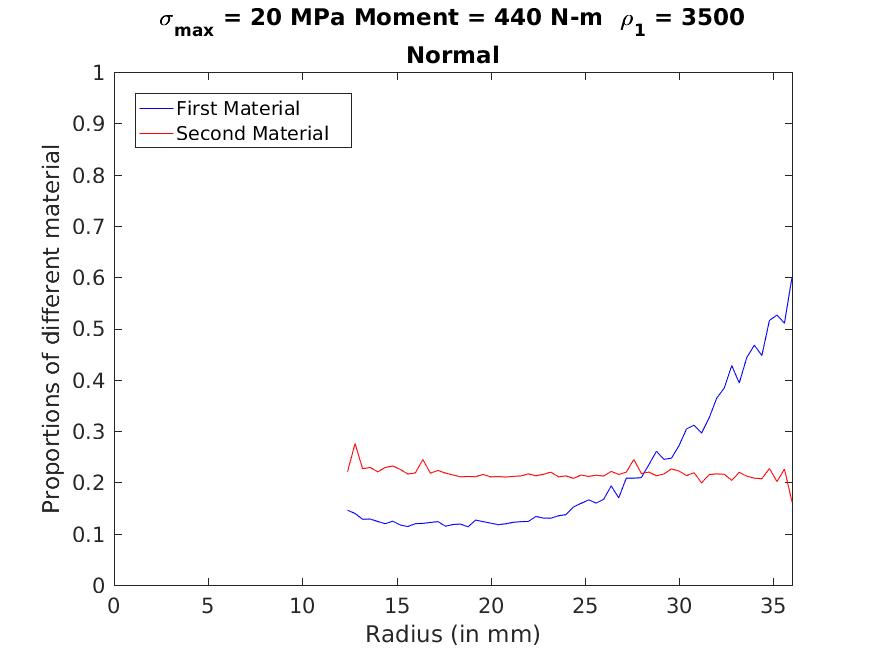 σmax = 20 MPa Moment = 440 N-m ρ1 = 3500
Normal
1
0.9
0.8
0.7
0.6
0.5
0.4
0.3
0.2
0.1
0
First Material
Second Material
Proportions of different material
0 5 10 15 20 25 30 35
Radius (in mm)